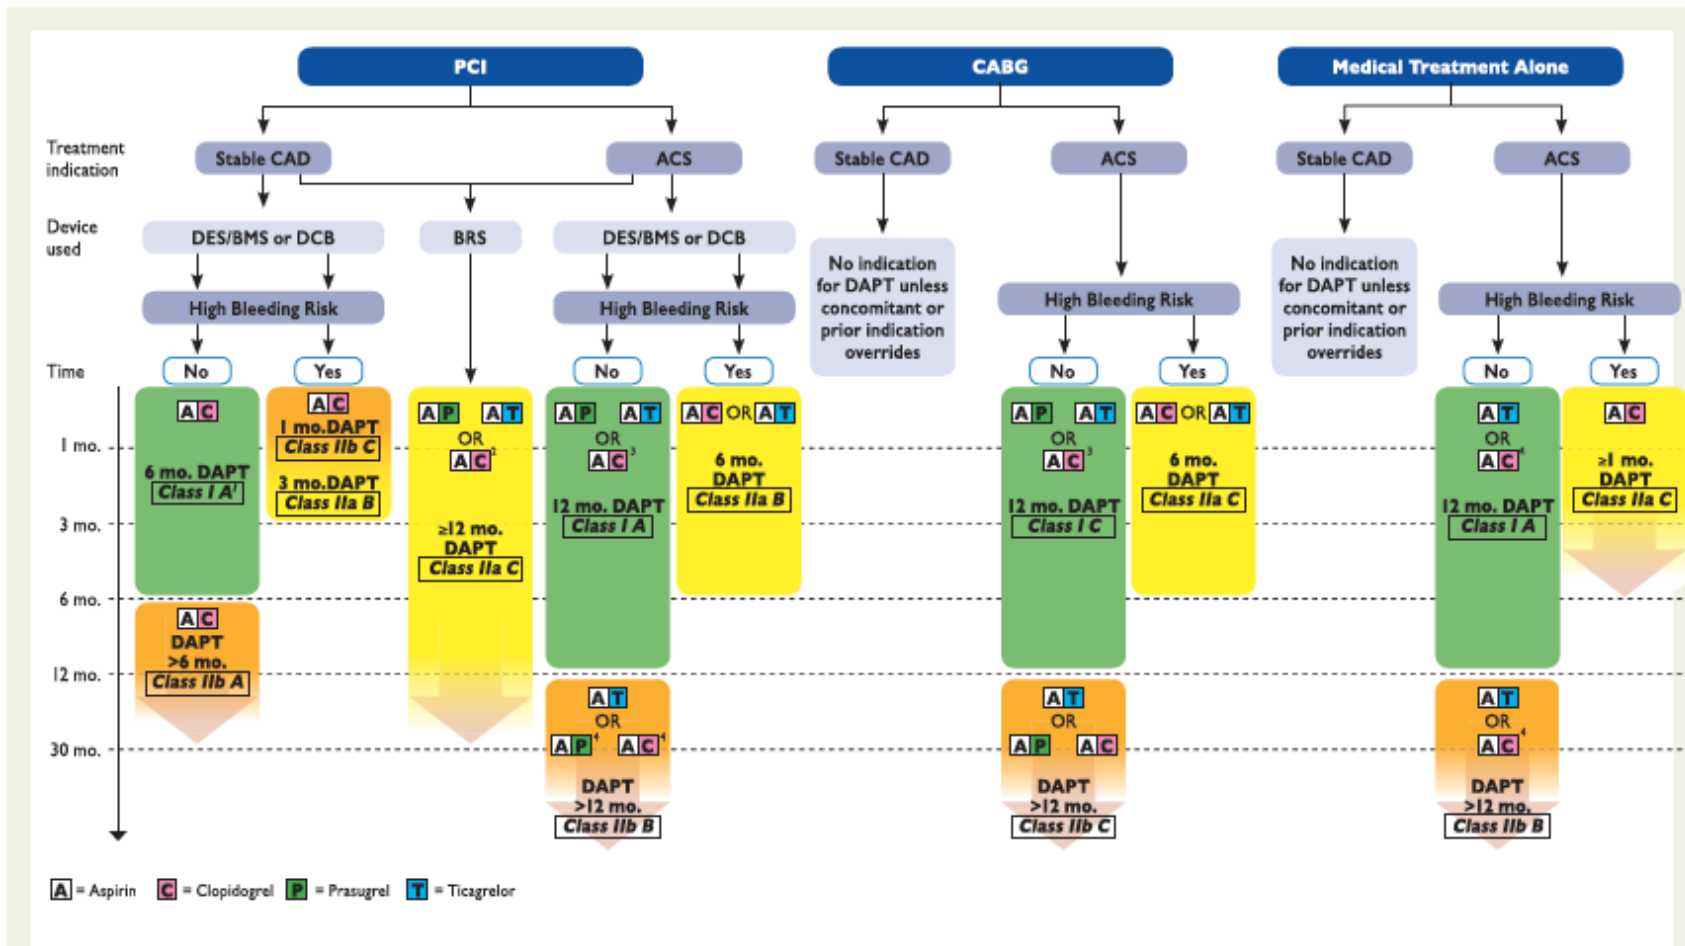 PCI
CABG
Medical Treatment Alone
Treatment
indication
Stable CAD
ACS
Stable CAD
ACS
Stable CAD
ACS
Device
used
DES/BMS or DCB
BRS
DES/BMS or DCB
No indication
for DAPT unless
concomitant or
prior indication
overrides
No indication
for DAPT unless
concomitant or
prior indication
overrides
High Bleeding Risk
High Bleeding Risk
High Bleeding Risk
High Bleeding Risk
Time
No
Yes
No
Yes
No
Yes
No
Yes
1 mo.
3 mo.
6 mo.
12 mo.
30 mo.
A C
6 mo. DAPT
Class I A¹
A C
DAPT
>6 mo.
Class IIb A
A C
1 mo.DAPT
Class IIb C
3 mo.DAPT
Class IIa B
A P A T
OR
A C ²
≥12 mo.
DAPT
Class IIa C
A P A T
OR
A C ³
12 mo. DAPT
Class I A
A T
OR
A P ⁴ A C ⁴
DAPT
>12 mo.
Class IIb B
A C OR A T
6 mo.
DAPT
Class IIa B
A P A T
OR
A C ³
12 mo. DAPT
Class I C
A T
OR
A P A C
DAPT
>12 mo.
Class IIb C
A C OR A T
6 mo.
DAPT
Class IIa C
A T
OR
A C ⁴
12 mo. DAPT
Class I A
A T
OR
A C ⁴
DAPT
>12 mo.
Class IIb B
A C
≥1 mo.
DAPT
Class IIa C
A = Aspirin C = Clopidogrel P = Prasugrel T = Ticagrelor